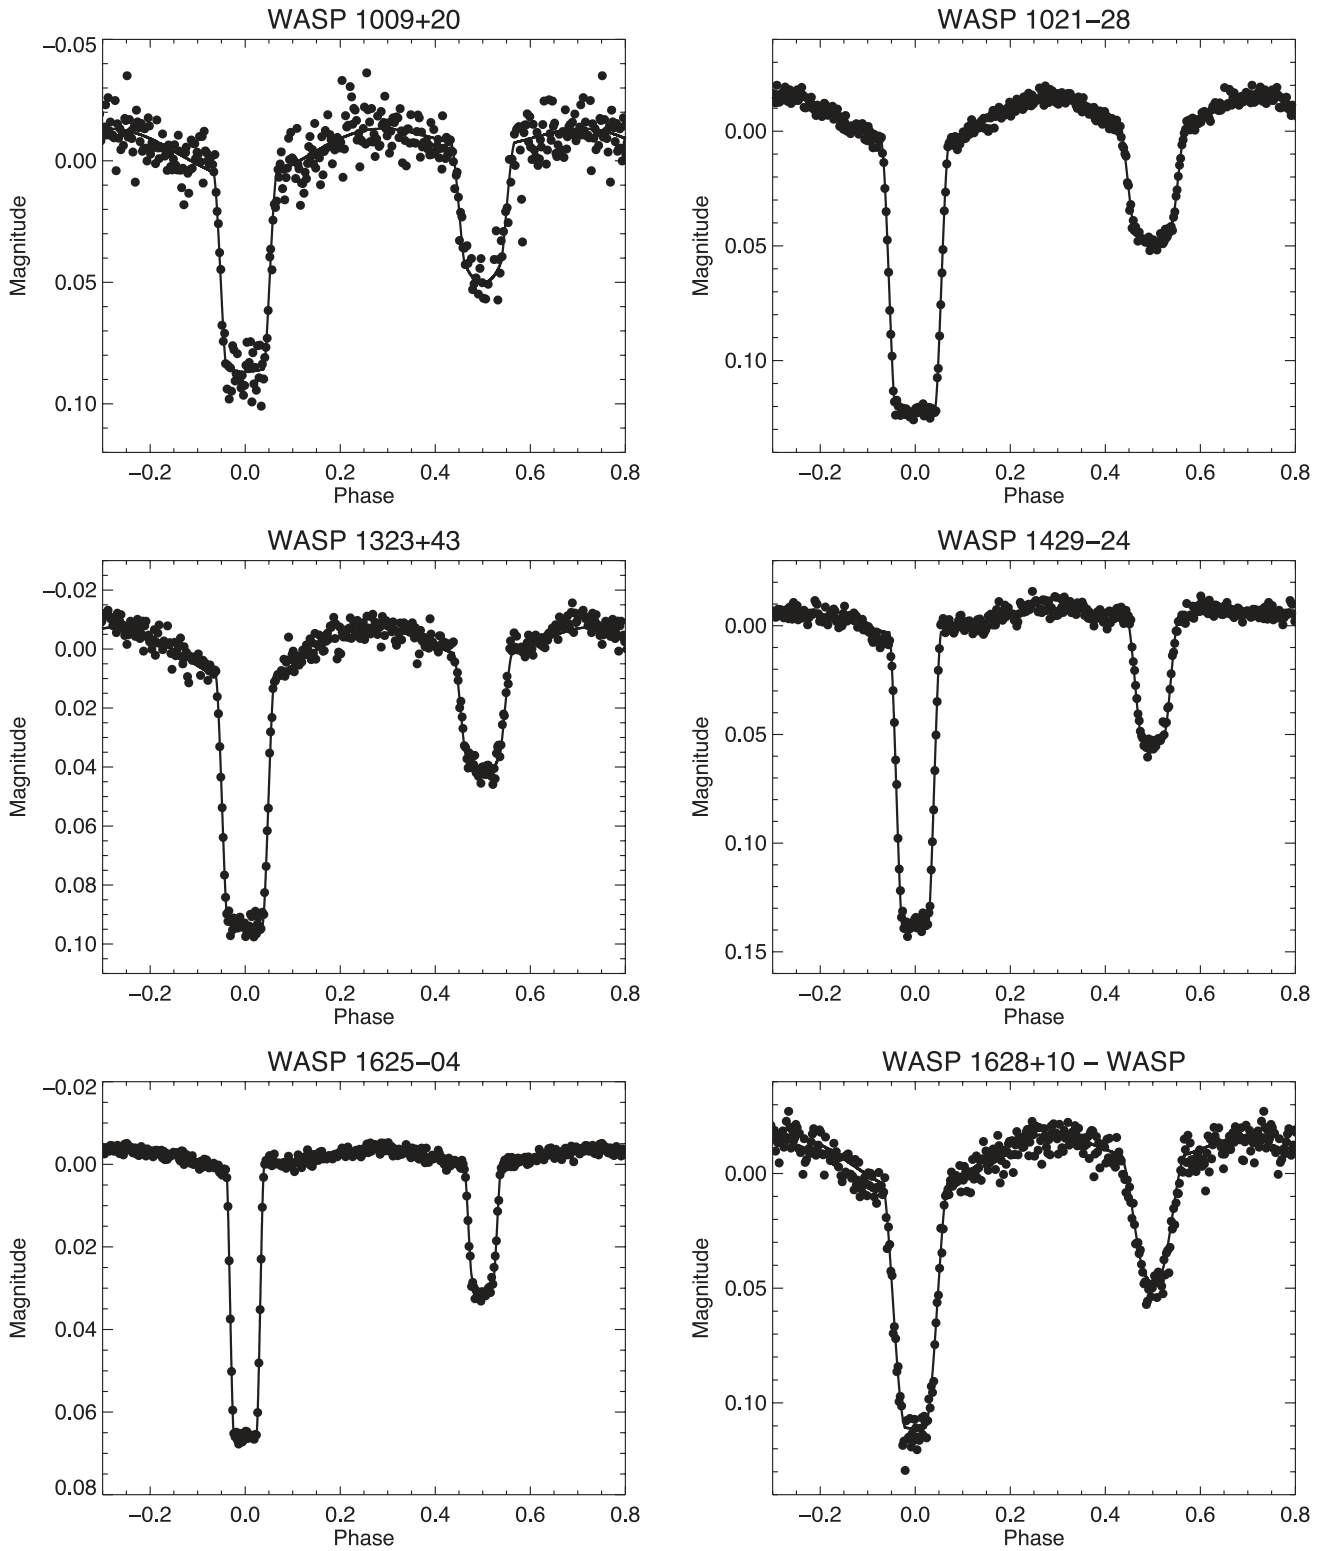 WASP 1009+20
−0.05
0.00
0.05
0.10
Magnitude
−0.2 0.0 0.2 0.4 0.6 0.8
Phase
WASP 1021−28
0.00
0.05
0.10
Magnitude
−0.2 0.0 0.2 0.4 0.6 0.8
Phase
WASP 1323+43
−0.02
0.00
0.02
0.04
0.06
0.08
0.10
Magnitude
−0.2 0.0 0.2 0.4 0.6 0.8
Phase
WASP 1429−24
0.00
0.05
0.10
0.15
Magnitude
−0.2 0.0 0.2 0.4 0.6 0.8
Phase
WASP 1625−04
−0.02
0.00
0.02
0.04
0.06
0.08
Magnitude
−0.2 0.0 0.2 0.4 0.6 0.8
Phase
WASP 1628+10 − WASP
0.00
0.05
0.10
Magnitude
−0.2 0.0 0.2 0.4 0.6 0.8
Phase